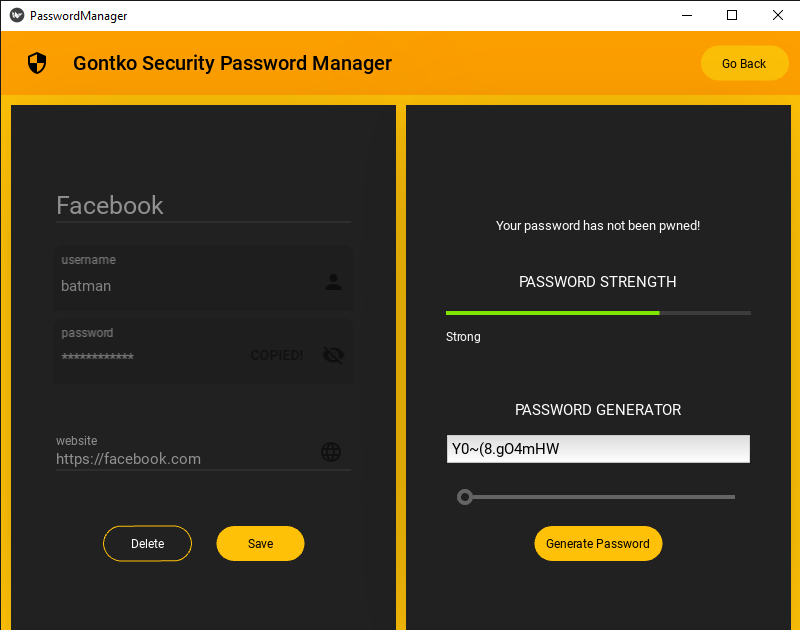 PasswordManager
Gontko Security Password Manager
Go Back
Facebook
username
batman
password
************
COPIED!
website
https://facebook.com
Delete
Save
Your password has not been pwned!
PASSWORD STRENGTH
Strong
PASSWORD GENERATOR
Y0~(8.gO4mHW
Generate Password